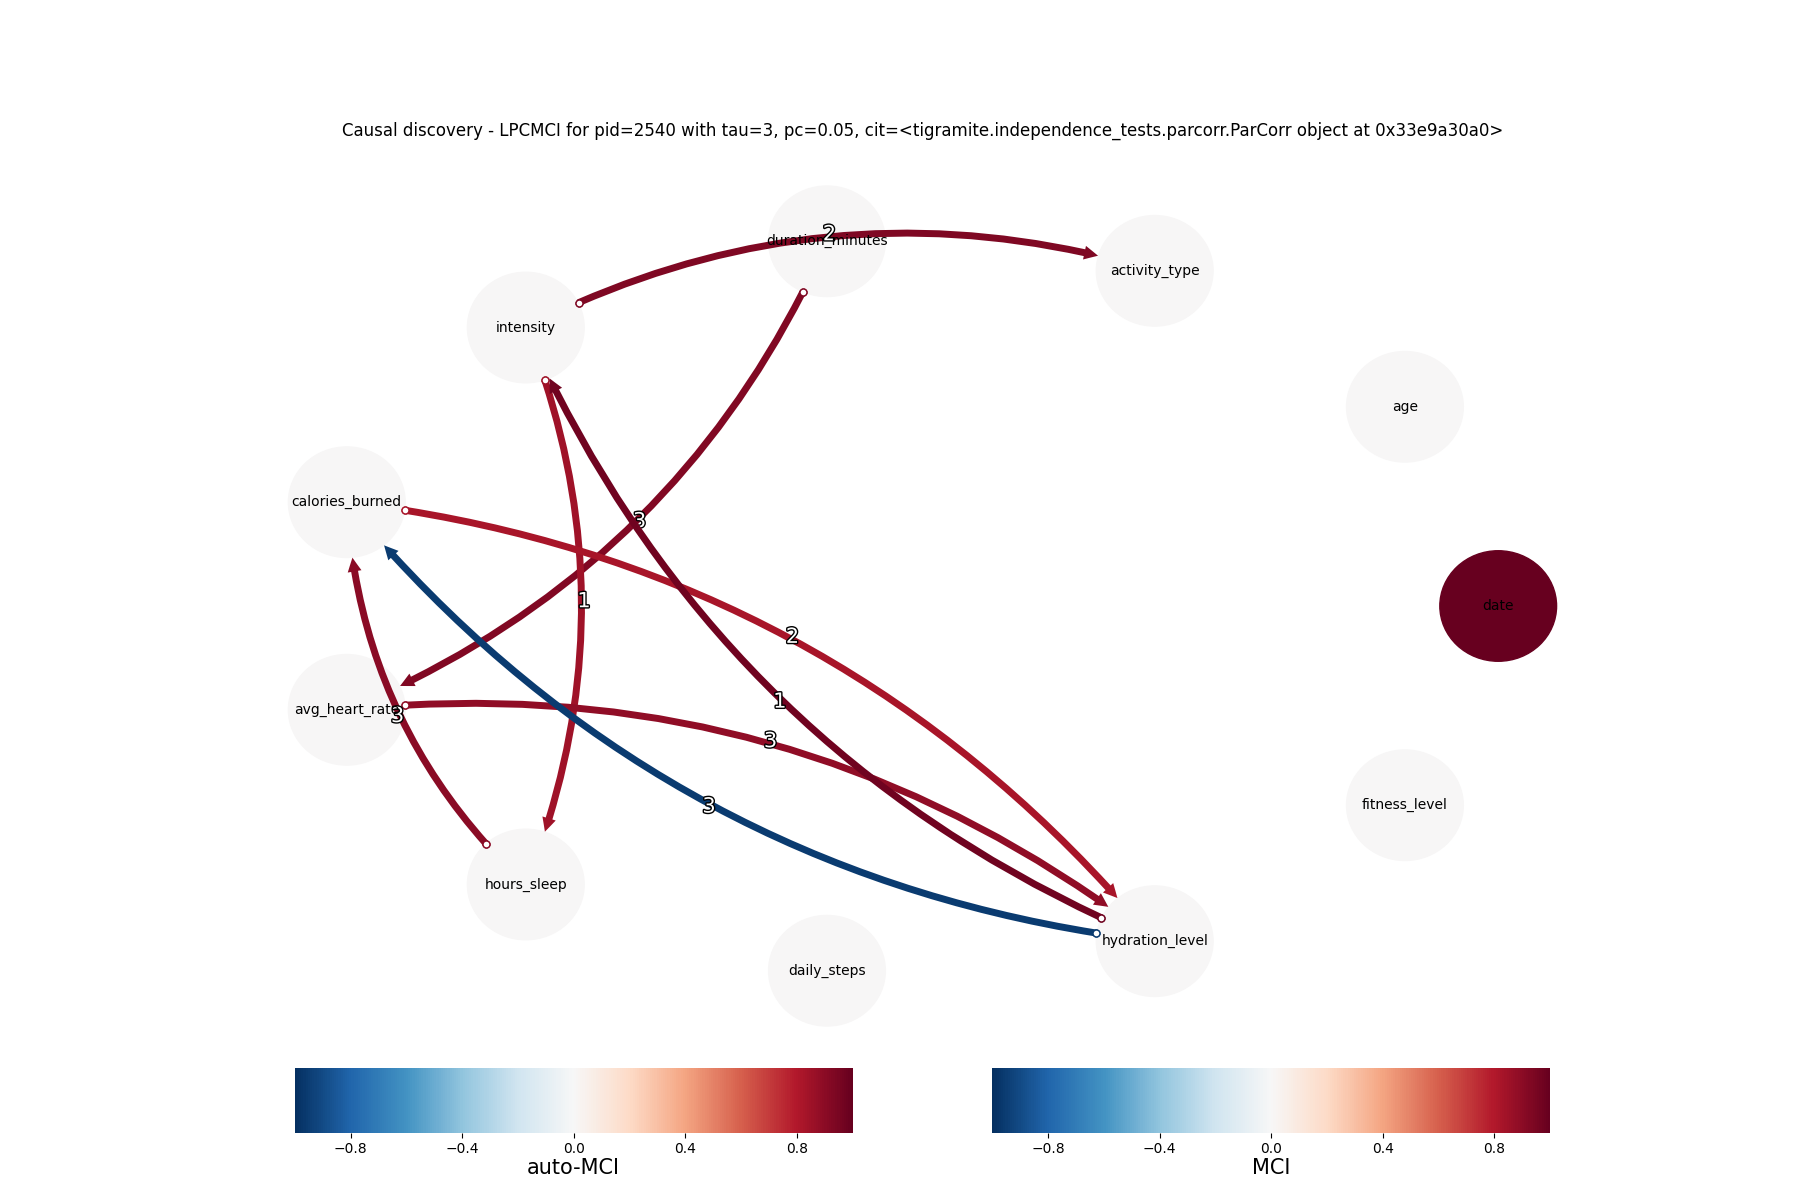 Causal discovery - LPCMCI for pid=2540 with tau=3, pc=0.05, cit=<tigramite.independence_tests.parcorr.ParCorr object at 0x33e9a30a0>
2
duration_minutes
activity_type
intensity
age
calories_burned
3
1
date
2
1
avg_heart_rate
3
3
3
fitness_level
hours_sleep
hydration_level
daily_steps
−0.8 −0.4 0.0 0.4 0.8
auto-MCI
−0.8 −0.4 0.0 0.4 0.8
MCI